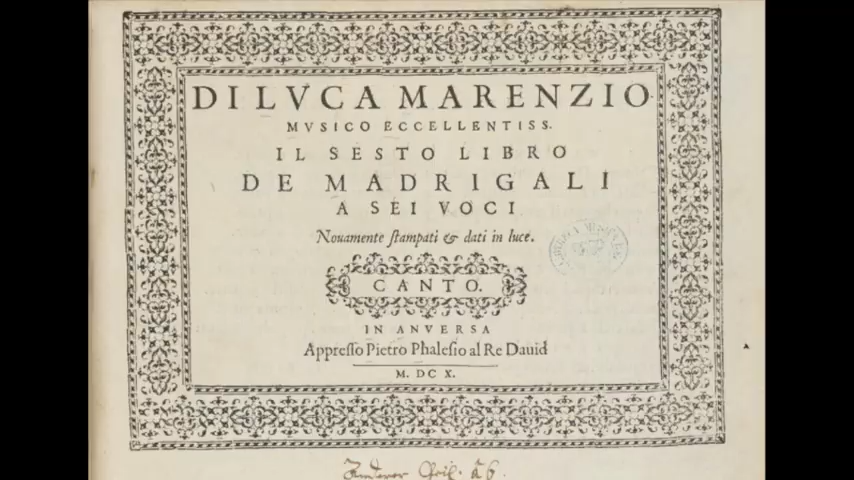 DI LVCA MARENZIO
MVSICO ECCELLENTISS.
IL SESTO LIBRO
DE MADRIGALI
A SEI VOCI
Nouamente ſtampati & dati in luce.
CANTO.
IN ANVERSA
Appreſſo Pietro Phaleſio al Re Dauid
M. DC X.